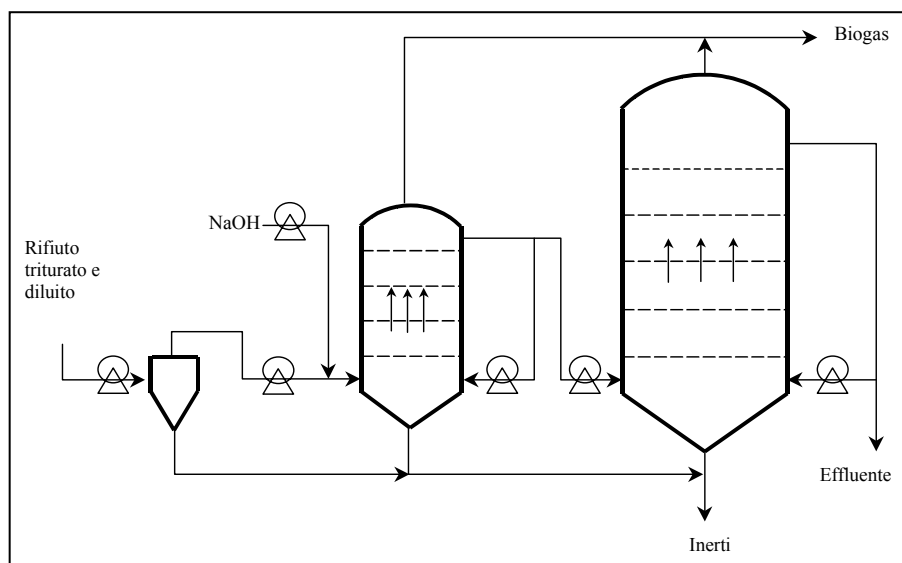 Biogas
NaOH
Rifiuto
triturato e
diluito
Effluente
Inerti